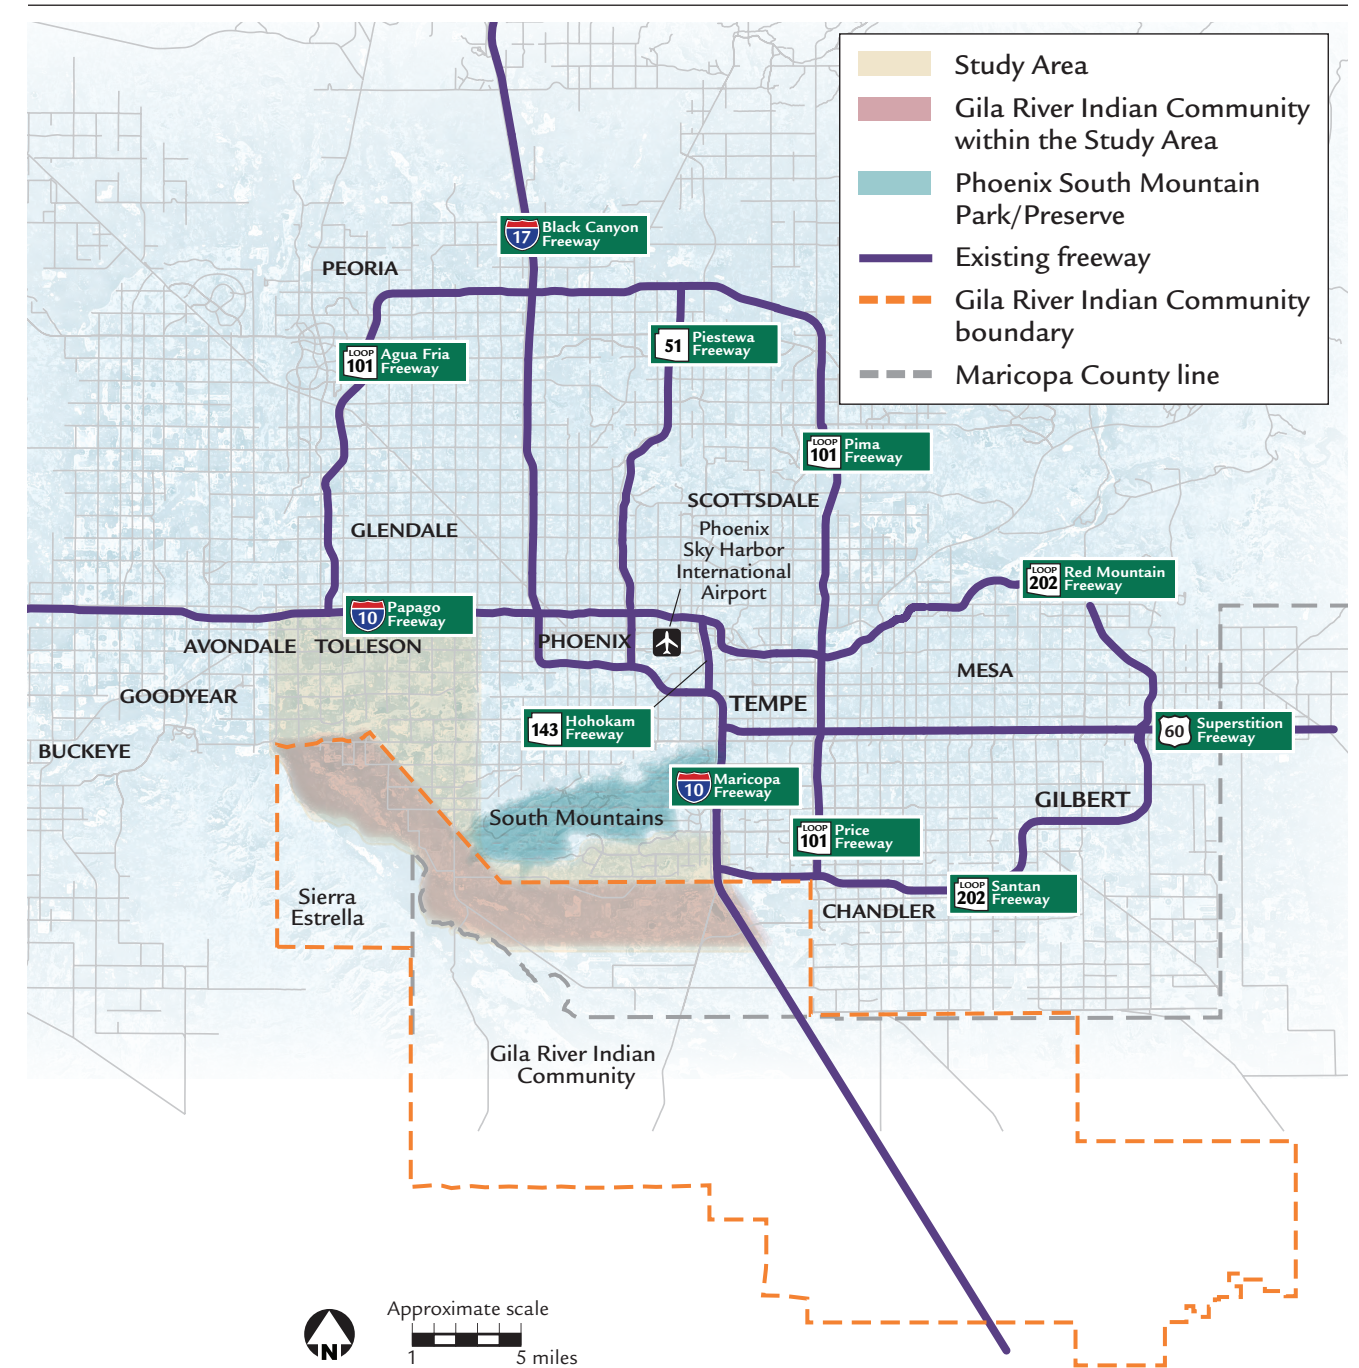 Study Area
Gila River Indian Community
within the Study Area
Phoenix South Mountain
Park/Preserve
Existing freeway
Gila River Indian Community
boundary
Maricopa County line
17 Black Canyon
Freeway
PEORIA
51 Piestewa
Freeway
LOOP
101 Agua Fria
Freeway
LOOP
101 Pima
Freeway
SCOTTSDALE
GLENDALE
Phoenix
Sky Harbor
International
Airport
LOOP
202 Red Mountain
Freeway
10 Papago
Freeway
AVONDALE
TOLLESON
PHOENIX
MESA
GOODYEAR
TEMPE
143 Hohokam
Freeway
60 Superstition
Freeway
BUCKEYE
10 Maricopa
Freeway
GILBERT
South Mountains
LOOP
101 Price
Freeway
LOOP
202 Santan
Freeway
Sierra
Estrella
CHANDLER
Gila River Indian
Community
Approximate scale
1 5 miles
N